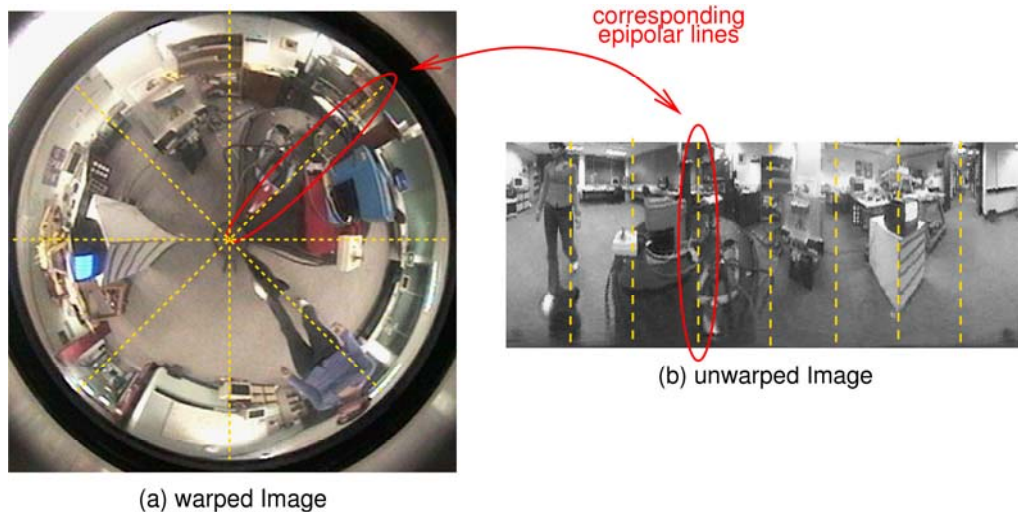 corresponding
epipolar lines
(b) unwarped Image
(a) warped Image